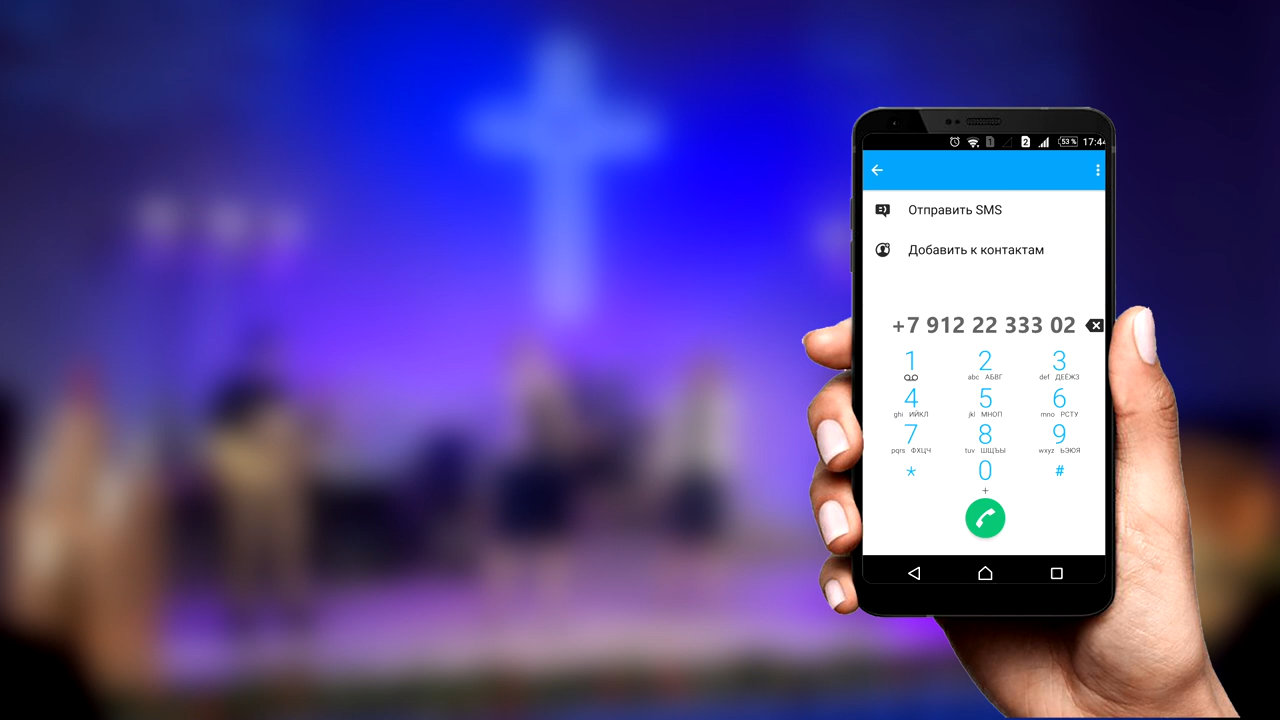 1 2 53 % 17:44
Отправить SMS
Добавить к контактам
+7 912 22 333 02
1 2 3
abc АБВГ def ДЕЁЖЗ
4 5 6
ghi ИЙКЛ jkl МНОП mno РСТУ
7 8 9
pqrs ФХЦЧ tuv ШЩЪЫ wxyz ЬЭЮЯ
* 0 #
+